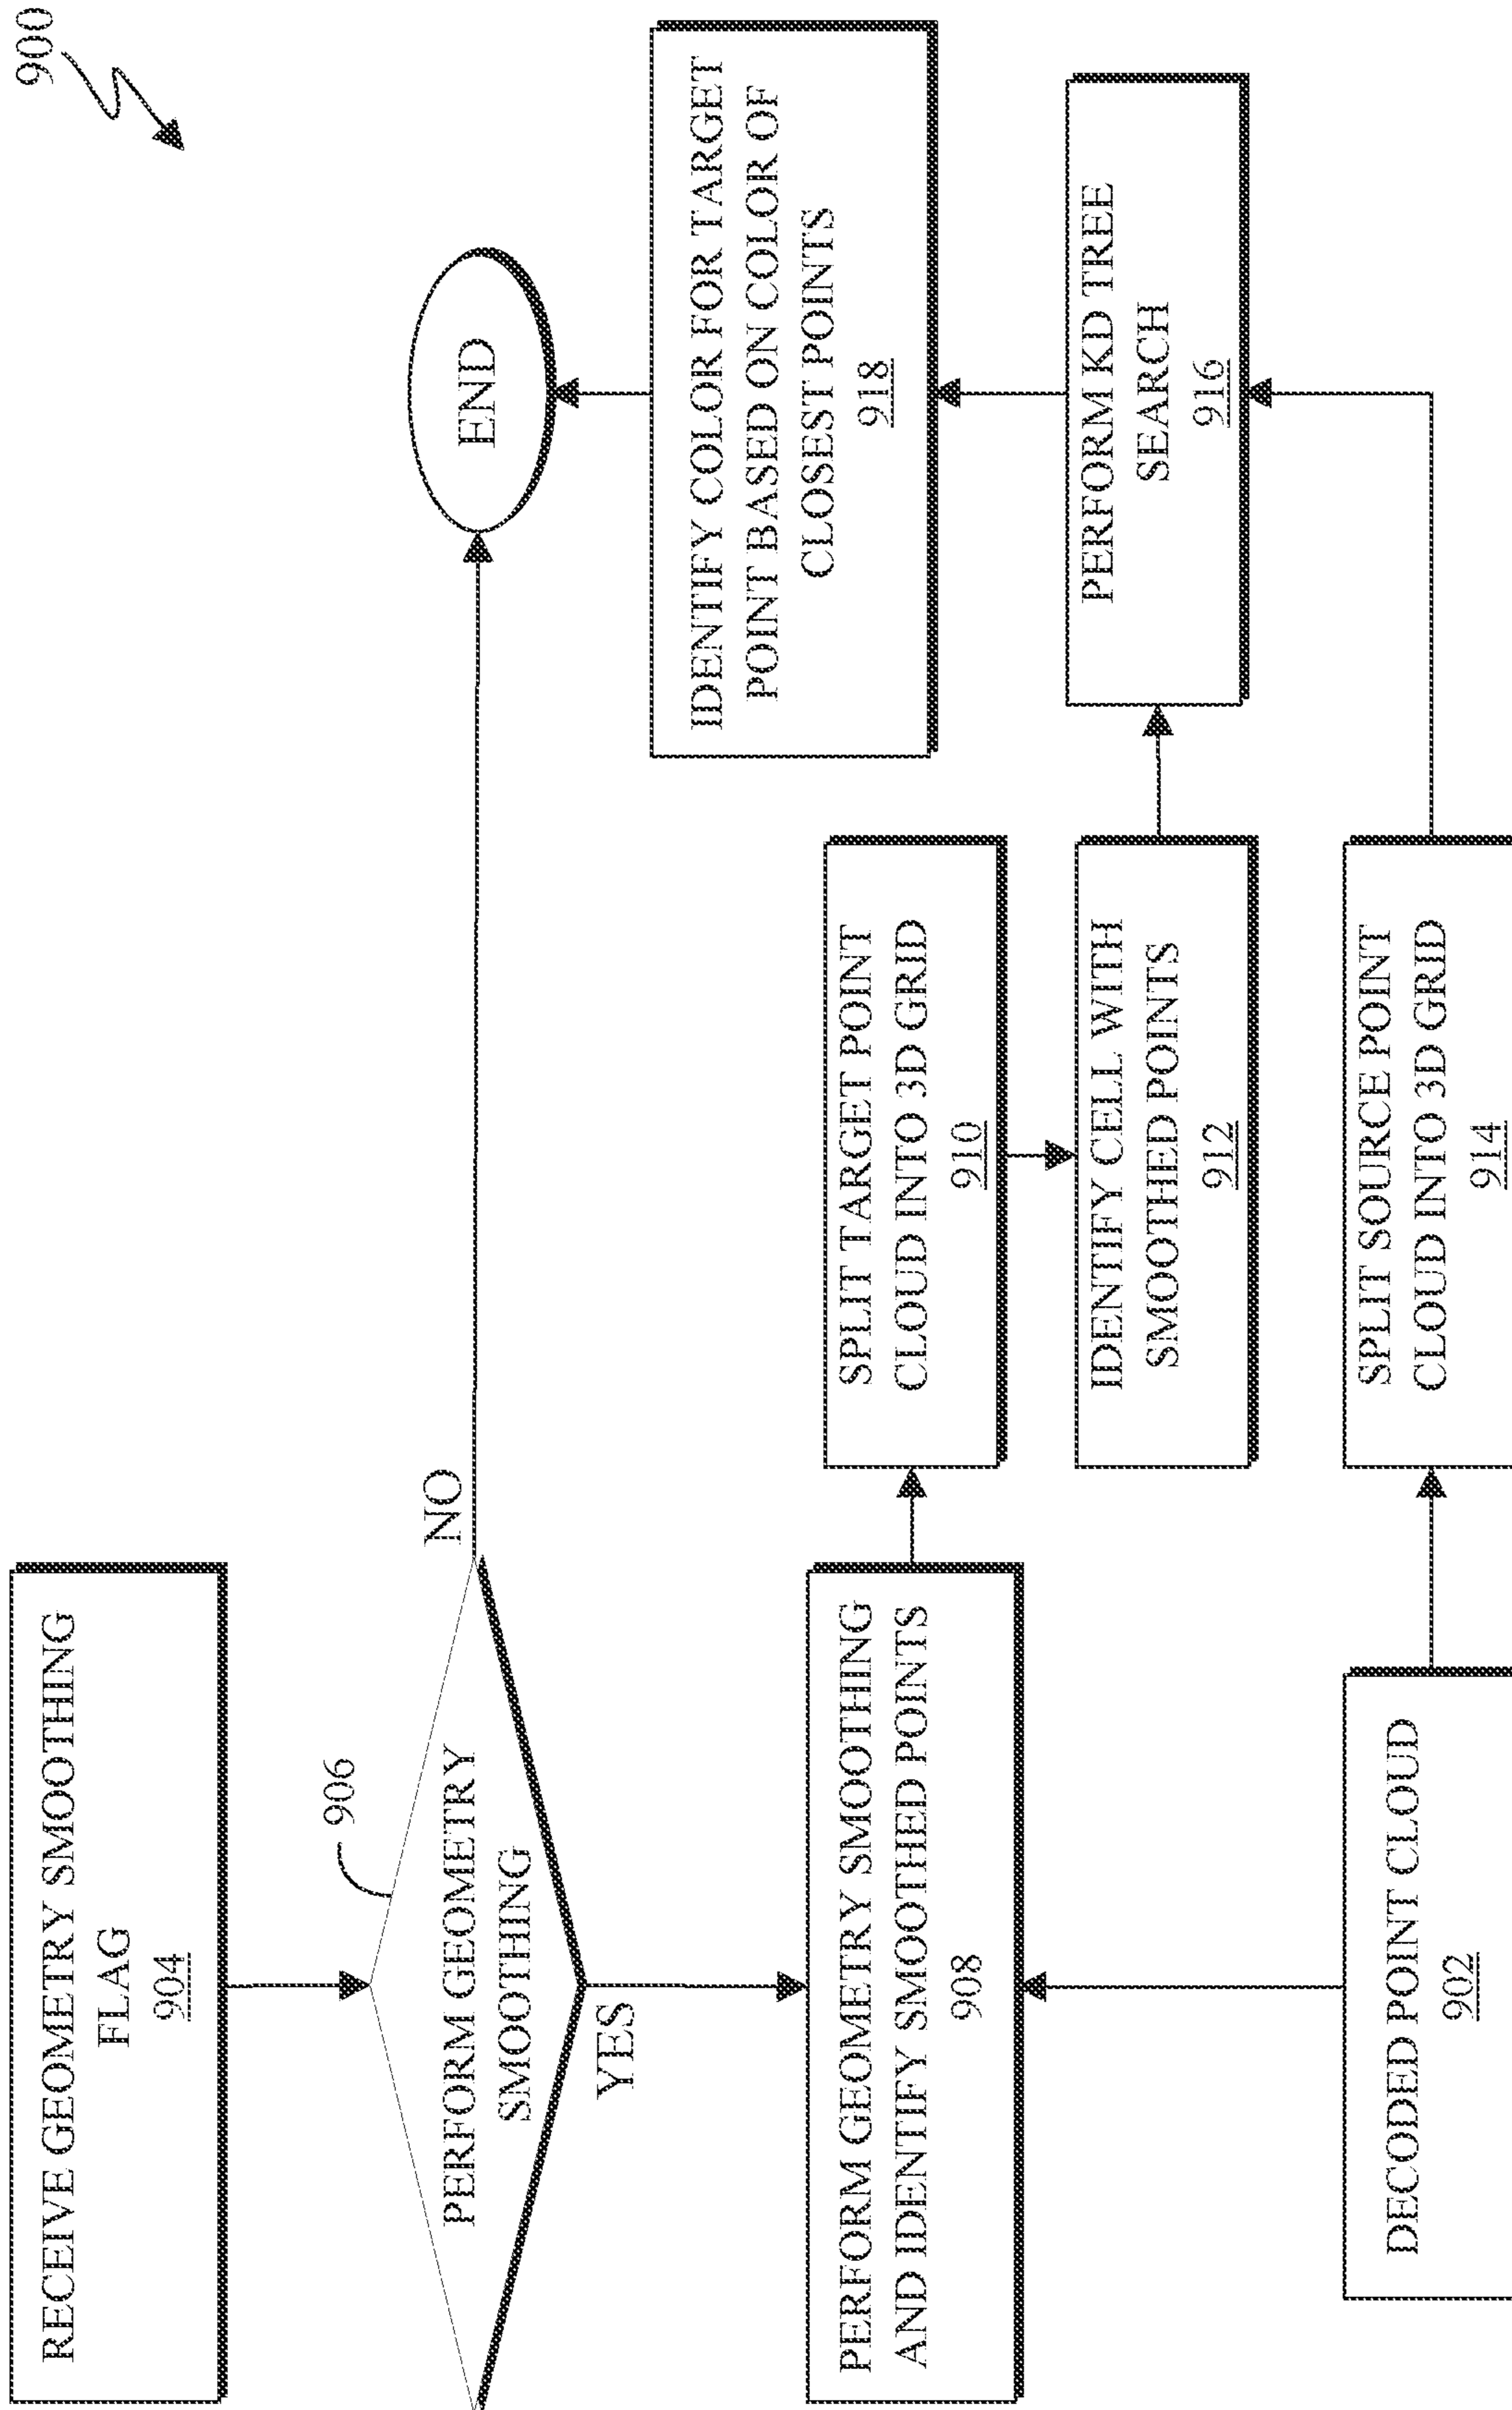 900
RECEIVE GEOMETRY SMOOTHING
FLAG
904
906
PERFORM GEOMETRY
SMOOTHING
NO
YES
PERFORM GEOMETRY SMOOTHING
AND IDENTIFY SMOOTHED POINTS
908
DECODED POINT CLOUD
902
SPLIT TARGET POINT
CLOUD INTO 3D GRID
910
IDENTIFY CELL WITH
SMOOTHED POINTS
912
SPLIT SOURCE POINT
CLOUD INTO 3D GRID
914
PERFORM KD TREE
SEARCH
916
IDENTIFY COLOR FOR TARGET
POINT BASED ON COLOR OF
CLOSEST POINTS
918
END